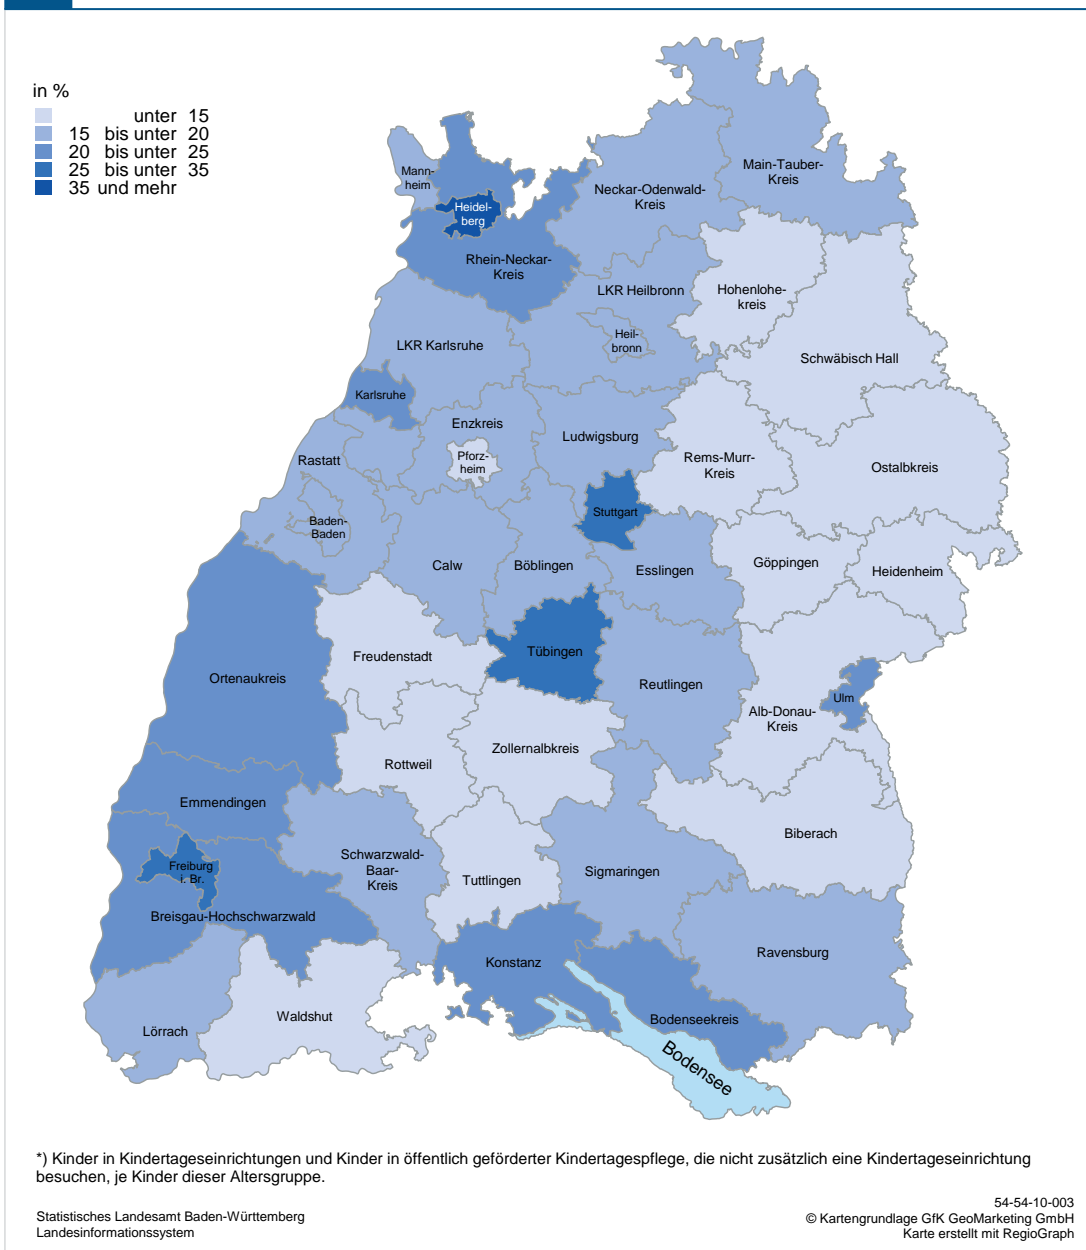 in %
unter 15
15 bis unter 20
20 bis unter 25
25 bis unter 35
35 und mehr
Main-Tauber-
Kreis
Mann-
heim
Neckar-Odenwald-
Kreis
Heidel-
berg
Rhein-Neckar-
Kreis
LKR Heilbronn
Hohenlohe-
kreis
Heil-
bronn
LKR Karlsruhe
Schwäbisch Hall
Karlsruhe
Enzkreis
Ludwigsburg
Pforz-
heim
Rems-Murr-
Kreis
Ostalbkreis
Rastatt
Stuttgart
Baden-
Baden
Calw
Böblingen
Esslingen
Göppingen
Heidenheim
Freudenstadt
Tübingen
Ortenaukreis
Reutlingen
Ulm
Alb-Donau-
Kreis
Zollernalbkreis
Rottweil
Emmendingen
Biberach
Schwarzwald-
Baar-
Kreis
Freiburg
i. Br.
Tuttlingen
Sigmaringen
Breisgau-Hochschwarzwald
Ravensburg
Konstanz
Waldshut
Bodenseekreis
Lörrach
Bodensee
*) Kinder in Kindertageseinrichtungen und Kinder in öffentlich geförderter Kindertagespflege, die nicht zusätzlich eine Kindertageseinrichtung
besuchen, je Kinder dieser Altersgruppe.
Statistisches Landesamt Baden-Württemberg
Landesinformationssystem
54-54-10-003
© Kartengrundlage GfK GeoMarketing GmbH
Karte erstellt mit RegioGraph